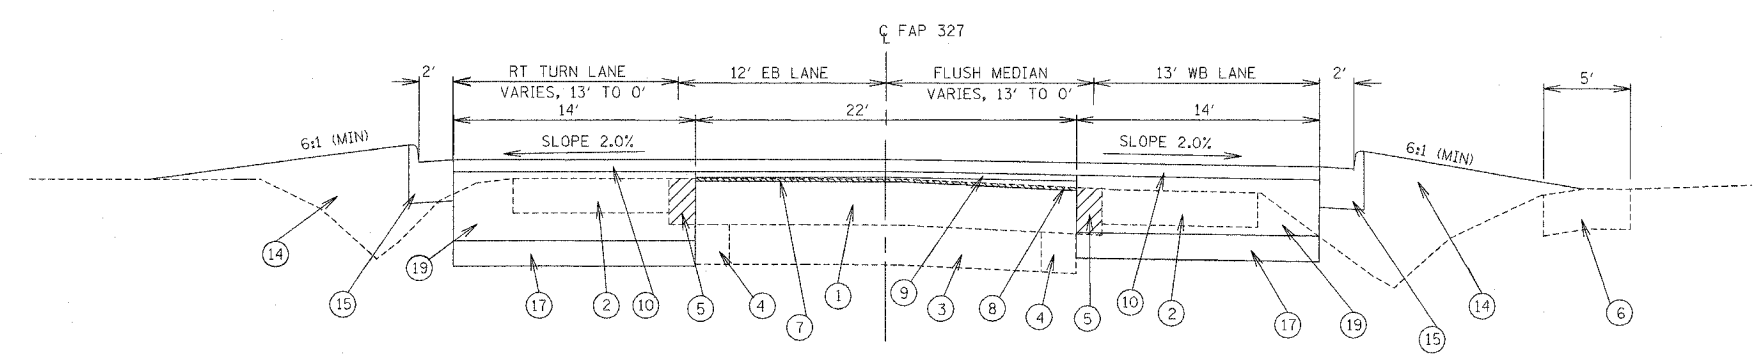 ℄ FAP 327
2' RT TURN LANE 12' EB LANE FLUSH MEDIAN 13' WB LANE 2' 5'
VARIES, 13' TO 0' VARIES, 13' TO 0'
14' 22' 14'
6:1 (MIN) SLOPE 2.0% SLOPE 2.0% 6:1 (MIN)
14 15 19 17 2 10 5 4 7 1 9 3 8 4 5 10 2 17 19 15 14 6